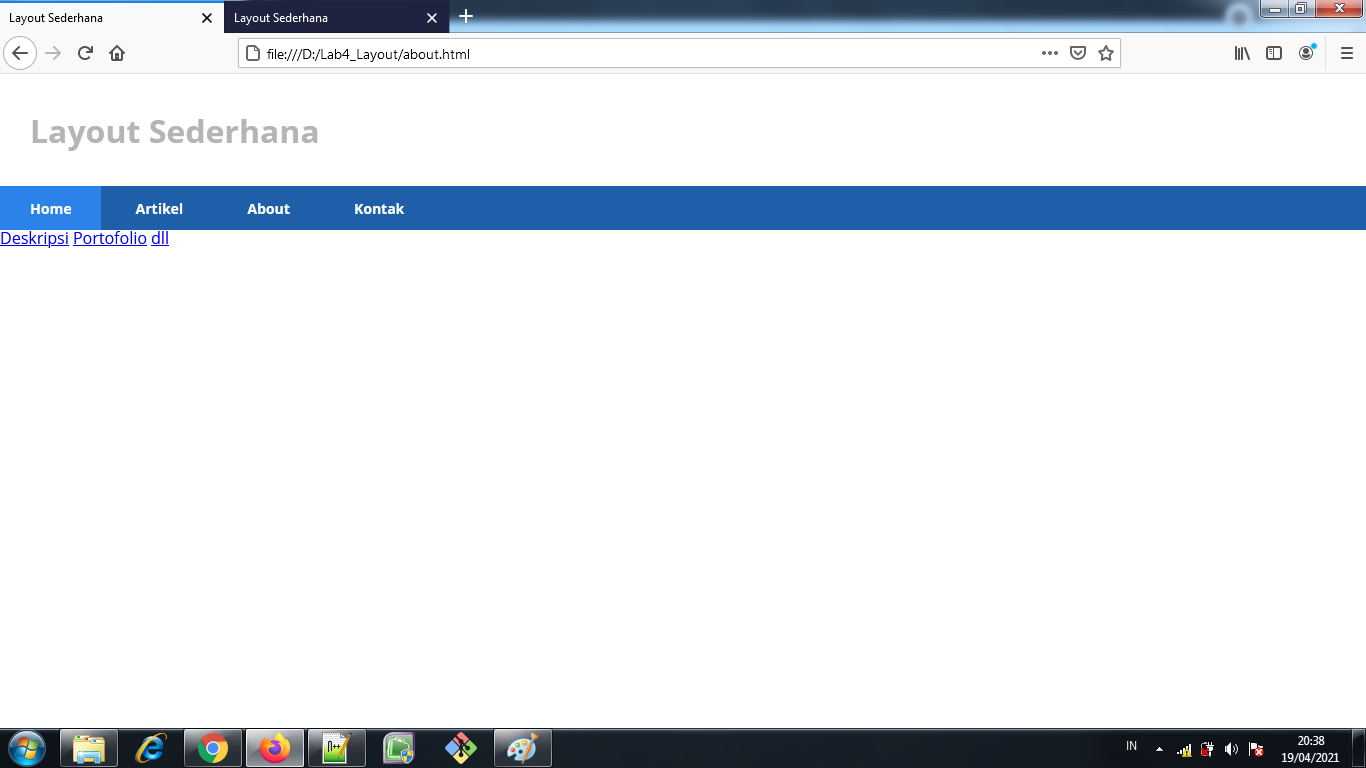 Layout Sederhana
Layout Sederhana
file:///D:/Lab4_Layout/about.html
Layout Sederhana
Home Artikel About Kontak
Deskripsi Portofolio dll
IN
20:38
19/04/2021